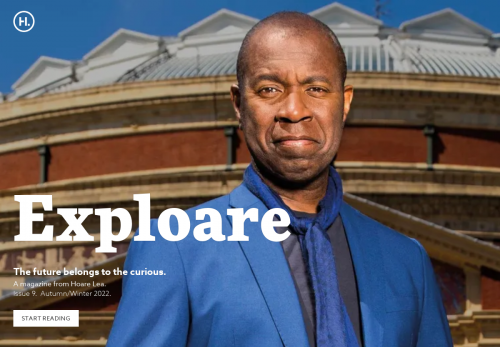 H.
Exploare
The future belongs to the curious.
A magazine from Hoare Lea.
Issue 9. Autumn/Winter 2022.
START READING